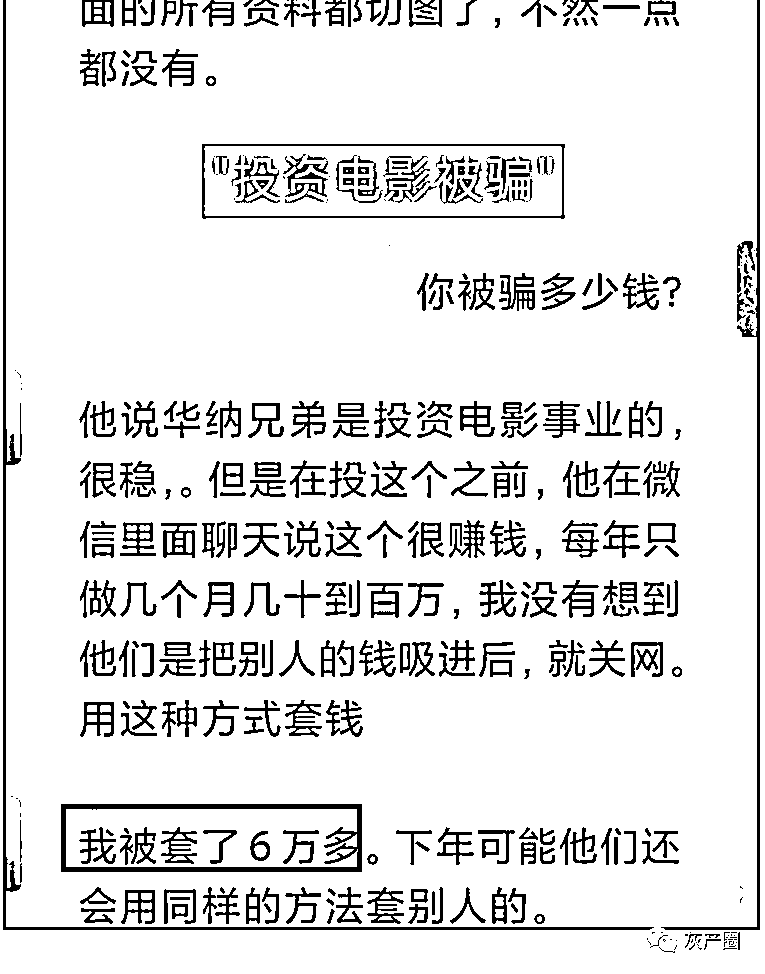 面的所有资料都切图了，不然一点
都没有。
"投资电影被骗"
你被骗多少钱?
他说华纳兄弟是投资电影事业的，
很稳，。但是在投这个之前，他在微
信里面聊天说这个很赚钱，每年只
做几个月几十到百万，我没有想到
他们是把别人的钱吸进后，就关网。
用这种方式套钱
我被套了6万多。下年可能他们还
会用同样的方法套别人的。
灰产圈